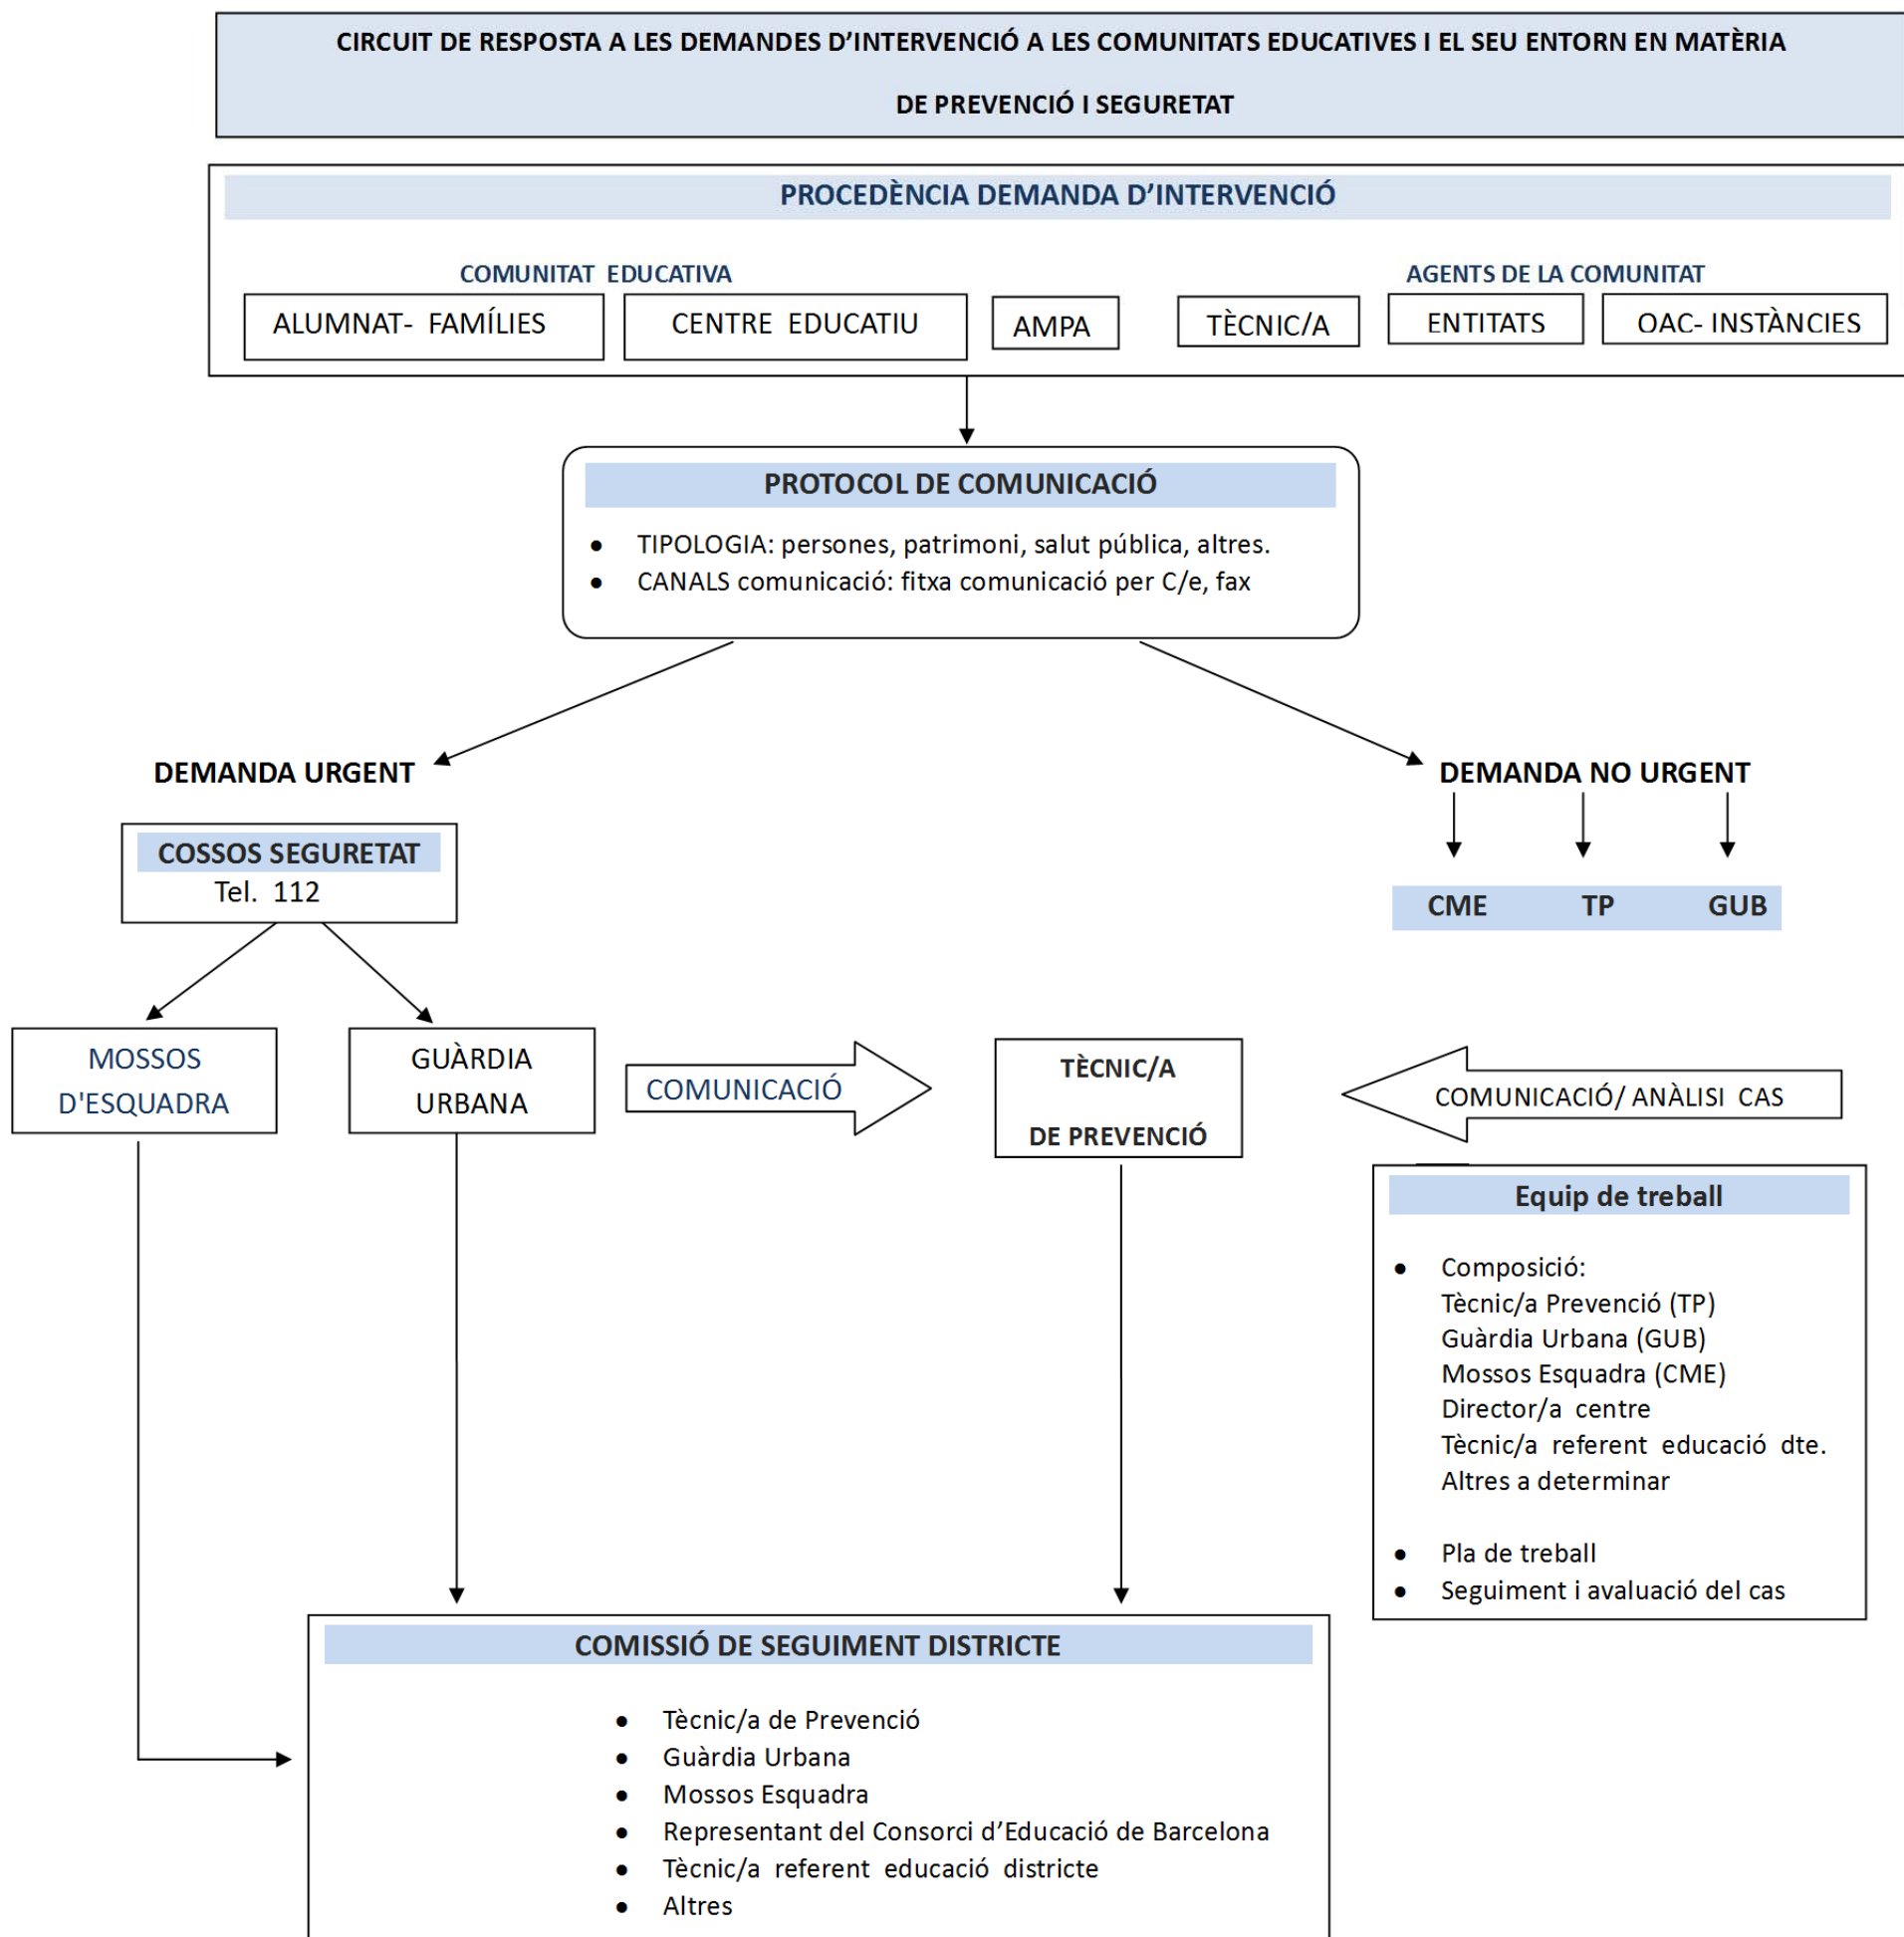 CIRCUIT DE RESPOSTA A LES DEMANDES D’INTERVENCIÓ A LES COMUNITATS EDUCATIVES I EL SEU ENTORN EN MATÈRIA
DE PREVENCIÓ I SEGURETAT
PROCEDÈNCIA DEMANDA D’INTERVENCIÓ
COMUNITAT EDUCATIVA
AGENTS DE LA COMUNITAT
ALUMNAT- FAMÍLIES
CENTRE EDUCATIU
AMPA
TÈCNIC/A
ENTITATS
OAC- INSTÀNCIES
PROTOCOL DE COMUNICACIÓ
● TIPOLOGIA: persones, patrimoni, salut pública, altres.
● CANALS comunicació: fitxa comunicació per C/e, fax
DEMANDA URGENT
DEMANDA NO URGENT
COSSOS SEGURETAT
Tel. 112
CME TP GUB
MOSSOS
D'ESQUADRA
GUÀRDIA
URBANA
COMUNICACIÓ
TÈCNIC/A
DE PREVENCIÓ
COMUNICACIÓ/ ANÀLISI CAS
Equip de treball
● Composició:
Tècnic/a Prevenció (TP)
Guàrdia Urbana (GUB)
Mossos Esquadra (CME)
Director/a centre
Tècnic/a referent educació dte.
Altres a determinar
● Pla de treball
● Seguiment i avaluació del cas
COMISSIÓ DE SEGUIMENT DISTRICTE
● Tècnic/a de Prevenció
● Guàrdia Urbana
● Mossos Esquadra
● Representant del Consorci d’Educació de Barcelona
● Tècnic/a referent educació districte
● Altres